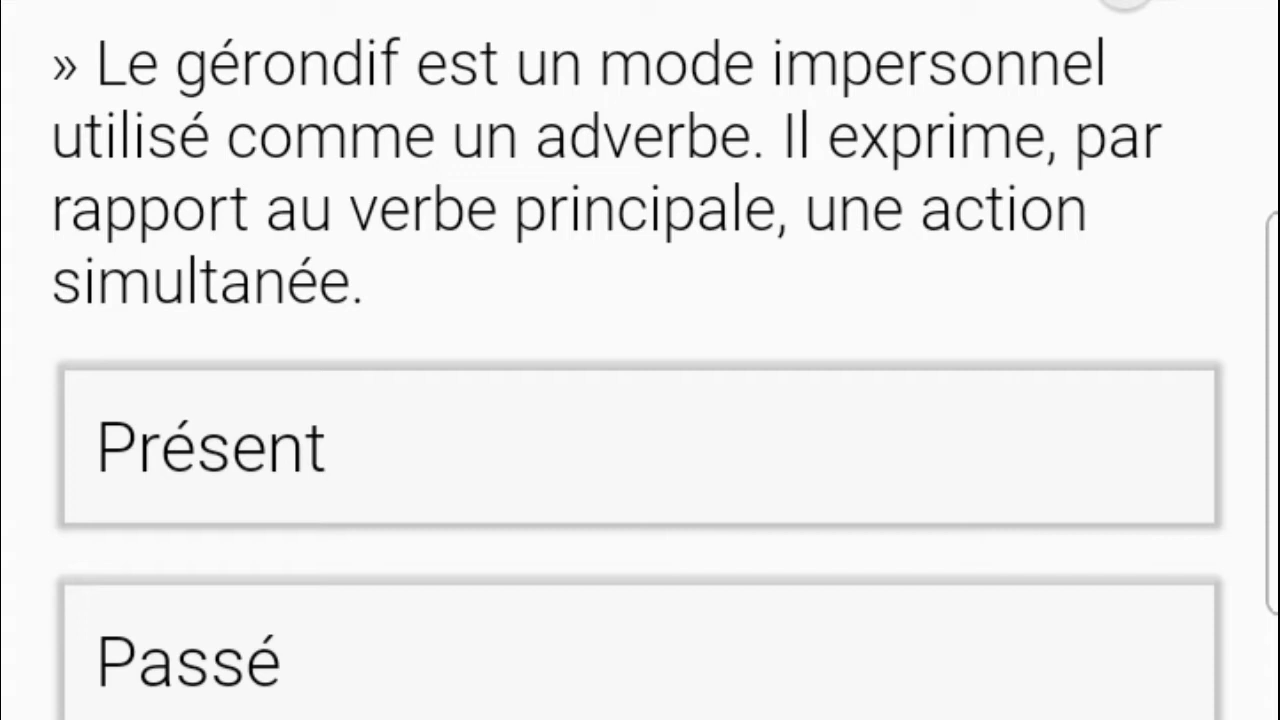 » Le gérondif est un mode impersonnel
utilisé comme un adverbe. Il exprime, par
rapport au verbe principale, une action
simultanée.
Présent
Passé